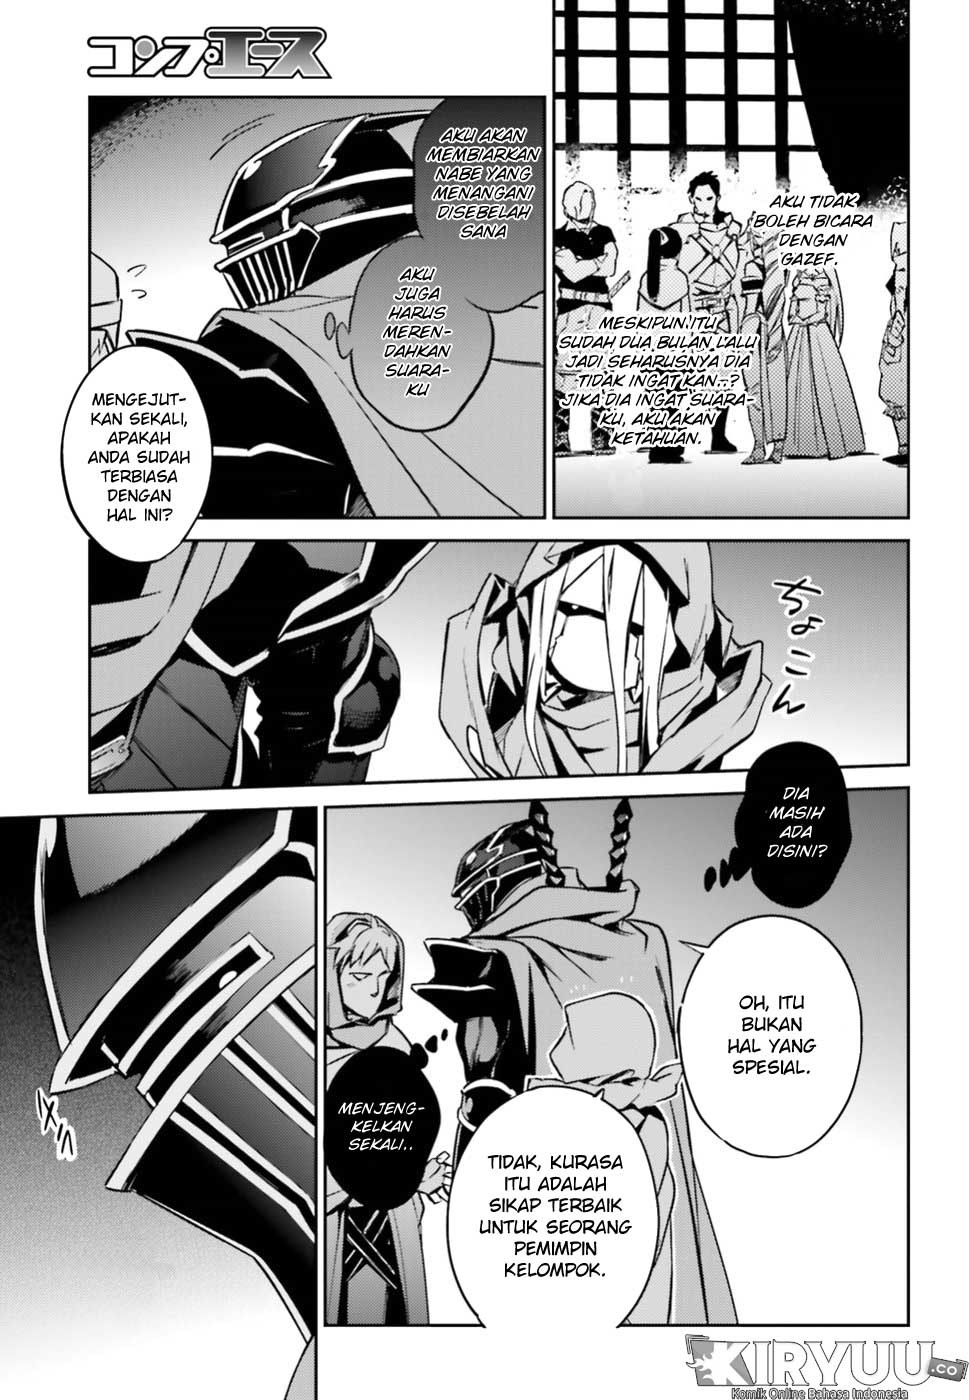 コンプ・エース
AKU TIDAK
BOLEH BICARA
DENGAN
GAZEF.
MESKIPUN ITU
SUDAH DUA BULAN LALU
JADI SEHARUSNYA DIA
TIDAK INGAT KAN..?
JIKA DIA INGAT SUARA-
KU, AKU AKAN
KETAHUAN.
AKU AKAN
MEMBIARKAN
NABE YANG
MENANGANI
DISEBELAH
SANA
AKU
JUGA
HARUS
MEREN-
DAHKAN
SUARA-
KU
MENGEJUT-
KAN SEKALI,
APAKAH
ANDA SUDAH
TERBIASA
DENGAN
HAL INI?
ちょこん
DIA
MASIH
ADA
DISINI?
OH, ITU
BUKAN
HAL YANG
SPESIAL.
MENJENG-
KELKAN
SEKALI..
TIDAK, KURASA
ITU ADALAH
SIKAP TERBAIK
UNTUK SEORANG
PEMIMPIN
KELOMPOK.
KIRYUU.CO
Komik Online Bahasa Indonesia